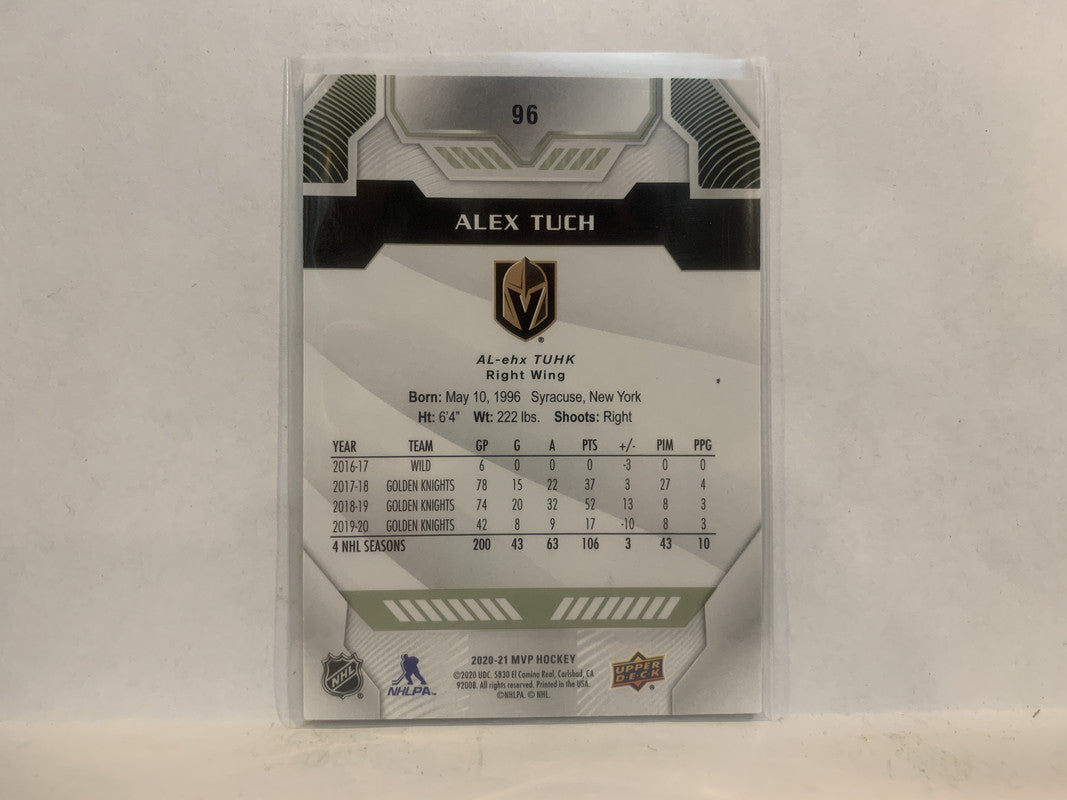 96
ALEX TUCH
AL-ehx TUHK
Right Wing
Born: May 10, 1996 Syracuse, New York
Ht: 6'4" Wt: 222 lbs. Shoots: Right
YEAR TEAM GP G A PTS +/- PIM PPG
2016-17 WILD 6 0 0 0 -3 0 0
2017-18 GOLDEN KNIGHTS 78 15 22 37 3 27 4
2018-19 GOLDEN KNIGHTS 74 20 32 52 13 8 3
2019-20 GOLDEN KNIGHTS 42 8 9 17 -10 8 3
4 NHL SEASONS 200 43 63 106 3 43 10
2020-21 MVP HOCKEY
©2020 UDC. 5830 El Camino Real, Carlsbad, CA
92008. All rights reserved. Printed in the USA.
©NHLPA. © NHL.
NHL
NHLPA™
UPPER
DECK®